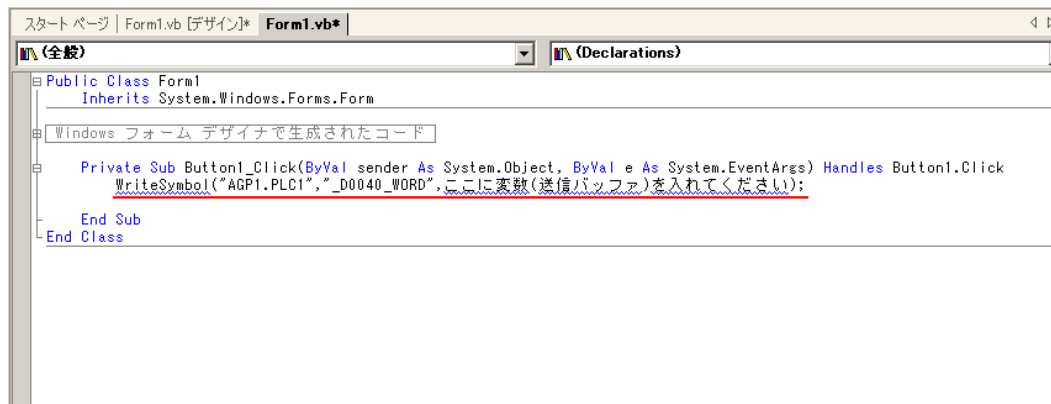 スタート ページ | Form1.vb [デザイン]* Form1.vb*
(全般) (Declarations)
Public Class Form1
Inherits System.Windows.Forms.Form
Windows フォーム デザイナで生成されたコード
Private Sub Button1_Click(ByVal sender As System.Object, ByVal e As System.EventArgs) Handles Button1.Click
WriteSymbol("AGP1.PLC1","_D0040_WORD",ここに変数(送信バッファ)を入れてください);
End Sub
End Class